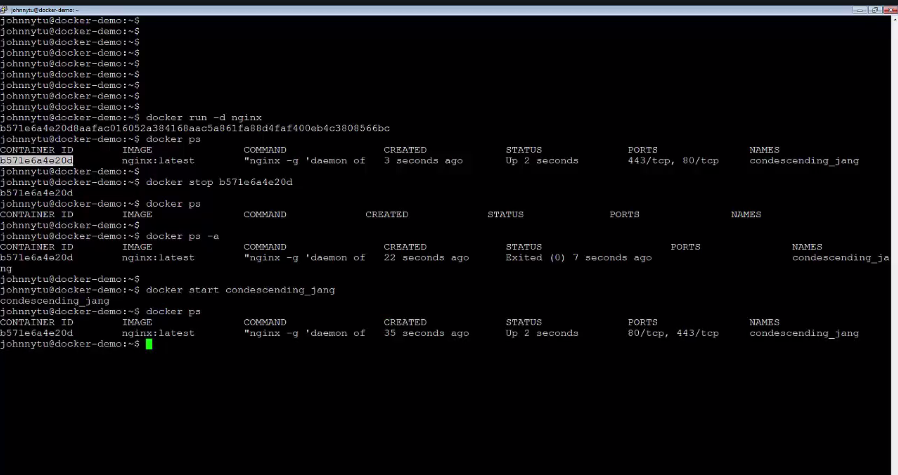 johnnytu@docker-demo: ~
johnnytu@docker-demo:~$
johnnytu@docker-demo:~$
johnnytu@docker-demo:~$
johnnytu@docker-demo:~$
johnnytu@docker-demo:~$
johnnytu@docker-demo:~$
johnnytu@docker-demo:~$
johnnytu@docker-demo:~$
johnnytu@docker-demo:~$
johnnytu@docker-demo:~$ docker run -d nginx
b571e6a4e20d8aafac016052a384168aac5a861fa88d4faf400eb4c3808566bc
johnnytu@docker-demo:~$ docker ps
CONTAINER ID IMAGE COMMAND CREATED STATUS PORTS NAMES
b571e6a4e20d nginx:latest "nginx -g 'daemon of 3 seconds ago Up 2 seconds 443/tcp, 80/tcp condescending_jang
johnnytu@docker-demo:~$
johnnytu@docker-demo:~$ docker stop b571e6a4e20d
b571e6a4e20d
johnnytu@docker-demo:~$ docker ps
CONTAINER ID IMAGE COMMAND CREATED STATUS PORTS NAMES
johnnytu@docker-demo:~$
johnnytu@docker-demo:~$ docker ps -a
CONTAINER ID IMAGE COMMAND CREATED STATUS PORTS NAMES
b571e6a4e20d nginx:latest "nginx -g 'daemon of 22 seconds ago Exited (0) 7 seconds ago condescending_ja
ng
johnnytu@docker-demo:~$
johnnytu@docker-demo:~$ docker start condescending_jang
condescending_jang
johnnytu@docker-demo:~$ docker ps
CONTAINER ID IMAGE COMMAND CREATED STATUS PORTS NAMES
b571e6a4e20d nginx:latest "nginx -g 'daemon of 35 seconds ago Up 2 seconds 80/tcp, 443/tcp condescending_jang
johnnytu@docker-demo:~$